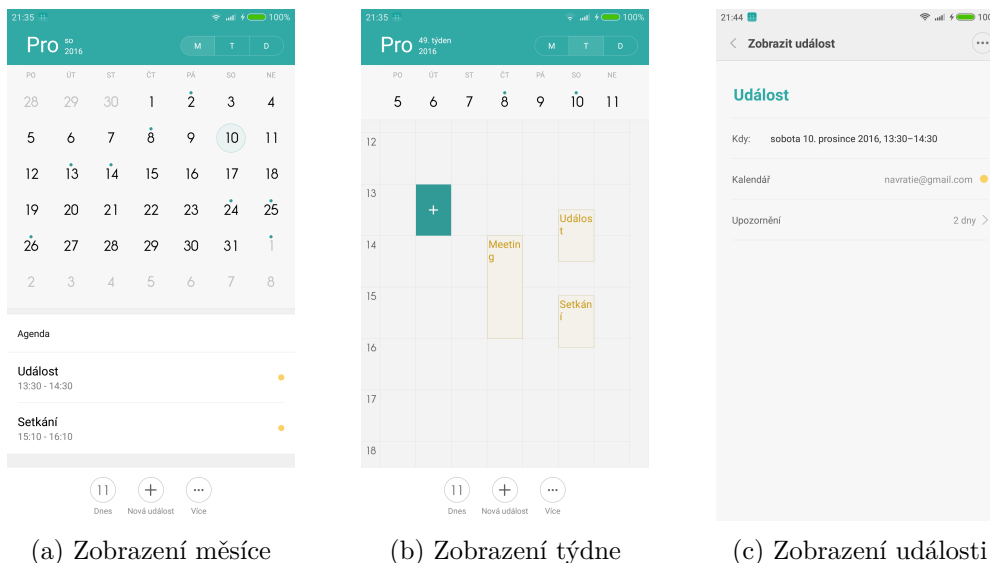 21:35
100%
Pro so
2016
M T D
PO ÚT ST ČT PÁ SO NE
28 29 30 1 2 3 4
5 6 7 8 9 10 11
12 13 14 15 16 17 18
19 20 21 22 23 24 25
26 27 28 29 30 31 1
2 3 4 5 6 7 8
Agenda
Událost
13:30 - 14:30
Setkání
15:10 - 16:10
11
Dnes Nová událost Více
(a) Zobrazení měsíce
21:35
100%
Pro 49. týden
2016
M T D
PO ÚT ST ČT PÁ SO NE
5 6 7 8 9 10 11
12
13
+
Událos
t
14
Meetin
g
15
Setkán
í
16
17
18
11
Dnes Nová událost Více
(b) Zobrazení týdne
21:44
100
Zobrazit událost
Událost
Kdy: sobota 10. prosince 2016, 13:30–14:30
Kalendář navratie@gmail.com
Upozornění 2 dny
(c) Zobrazení události